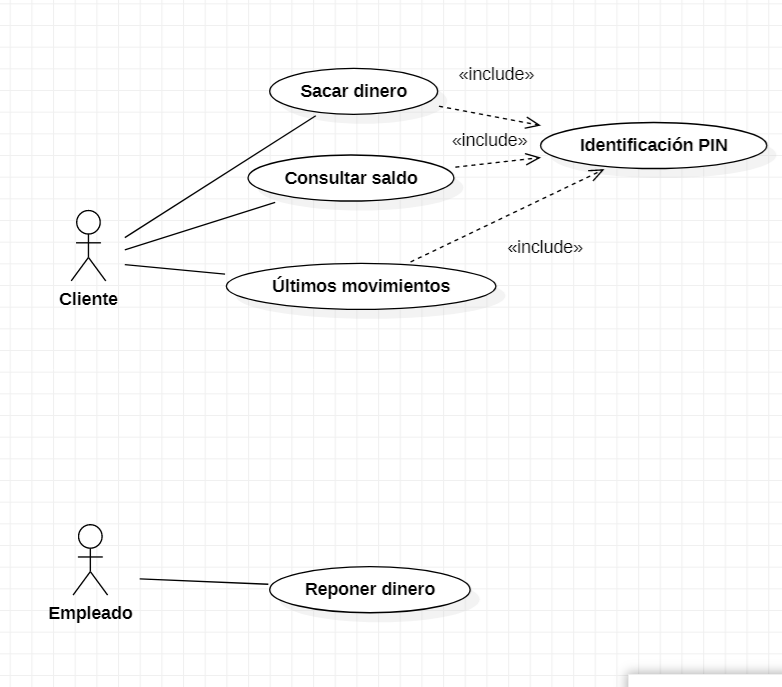 «include»
Sacar dinero
«include»
Identificación PIN
Consultar saldo
«include»
Últimos movimientos
Cliente
Reponer dinero
Empleado